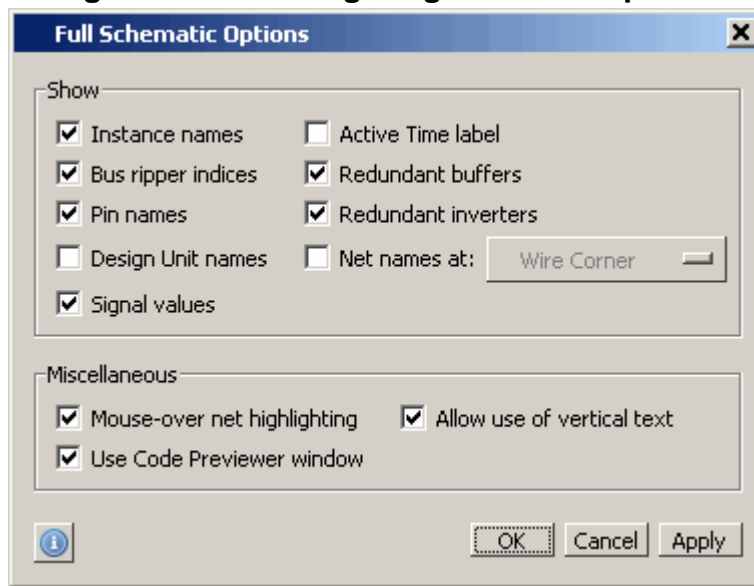 Full Schematic Options
Show
Instance names
Active Time label
Bus ripper indices
Redundant buffers
Pin names
Redundant inverters
Design Unit names
Net names at: Wire Corner
Signal values
Miscellaneous
Mouse-over net highlighting
Allow use of vertical text
Use Code Previewer window
OK Cancel Apply